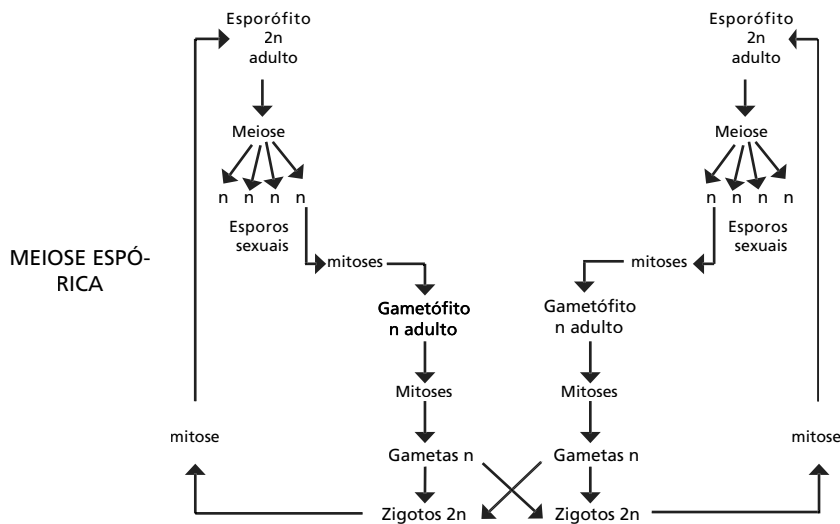 Esporófito
2n
adulto
Meiose
n n n n
Esporos
sexuais
mitoses
Gametófito
n adulto
Mitoses
Gametas n
Zigotos 2n
mitose
MEIOSE ESPÓ-
RICA
Esporófito
2n
adulto
Meiose
n n n n
Esporos
sexuais
mitoses
Gametófito
n adulto
Mitoses
Gametas n
Zigotos 2n
mitose